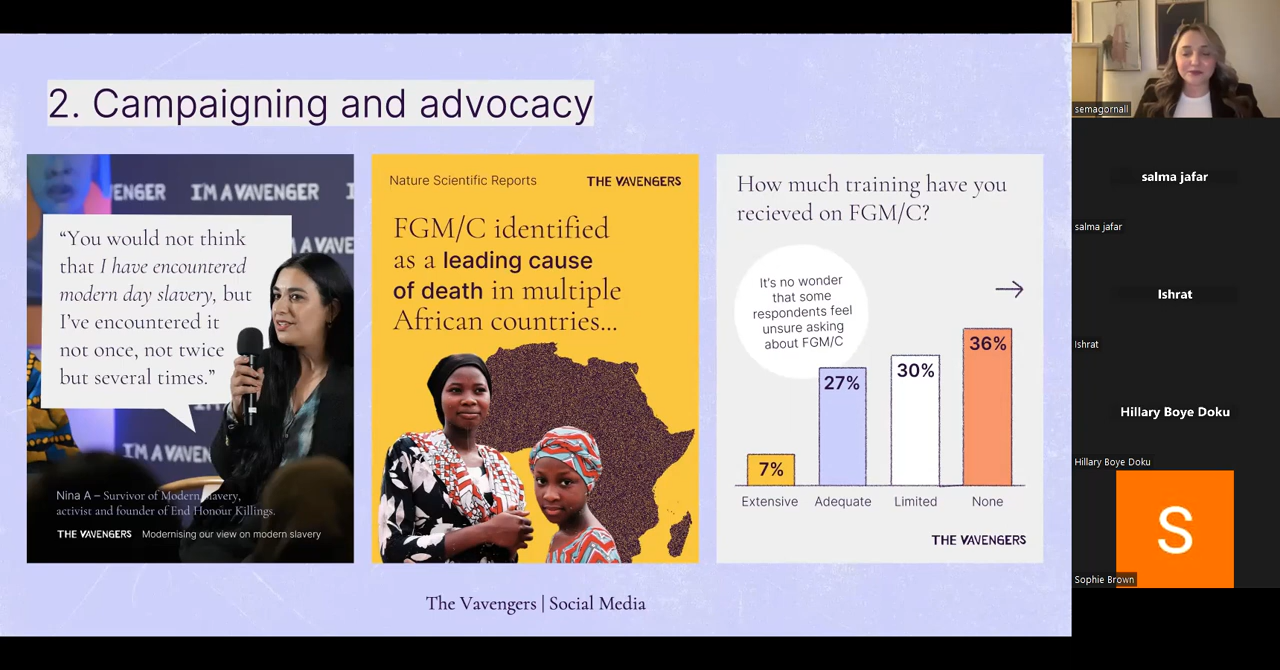 2. Campaigning and advocacy
ENGER I'M A VAVENGER I
“You would not think
that I have encountered
modern day slavery, but
I’ve encountered it
not once, not twice
but several times.”
A VAVE
I'M
I'M A VAVEN
Nina A – Survivor of Modern slavery,
activist and founder of End Honour Killings.
THE VAVENGERS Modernising our view on modern slavery
Nature Scientific Reports THE VAVENGERS
FGM/C identified
as a leading cause
of death in multiple
African countries...
How much training have you
recieved on FGM/C?
It’s no wonder
that some
respondents feel
unsure asking
about FGM/C
7%
27%
30%
36%
Extensive Adequate Limited None
THE VAVENGERS
The Vavengers | Social Media
semagornall
salma jafar
salma jafar
Ishrat
Ishrat
Hillary Boye Doku
Hillary Boye Doku
S
Sophie Brown